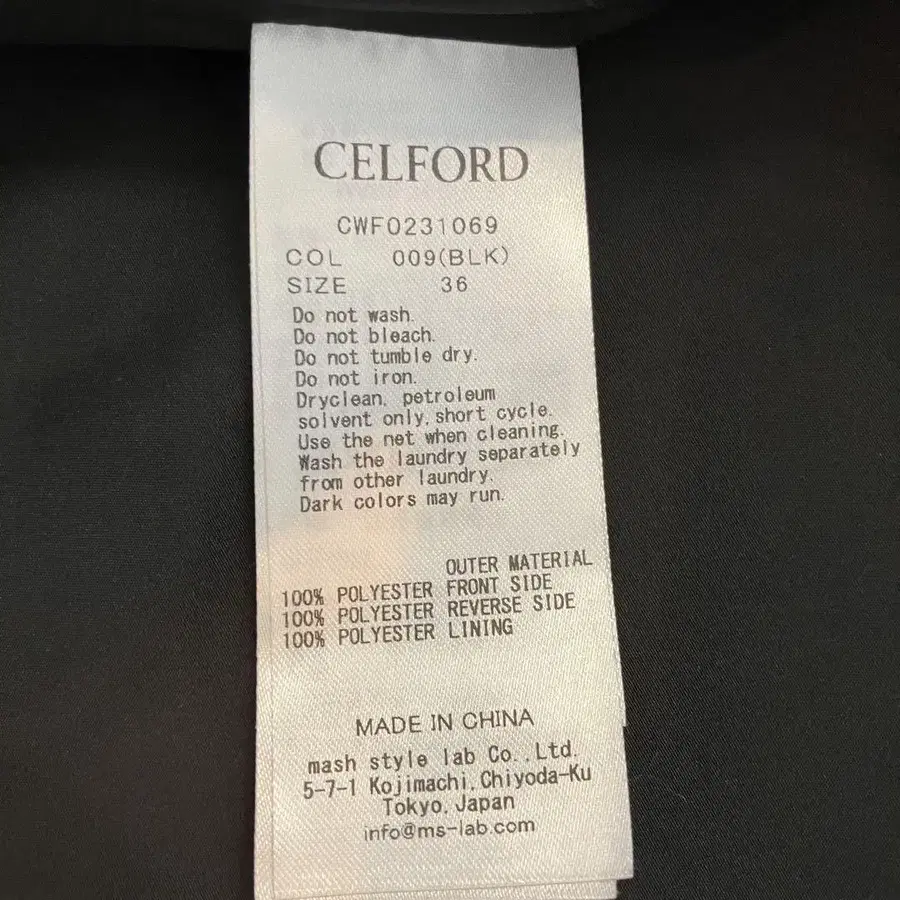 CELFORD
CWF0231069
COL 009(BLK)
SIZE 36
Do not wash.
Do not bleach.
Do not tumble dry.
Do not iron.
Dryclean, petroleum
solvent only, short cycle.
Use the net when cleaning.
Wash the laundry separately
from other laundry.
Dark colors may run.
OUTER MATERIAL
100% POLYESTER FRONT SIDE
100% POLYESTER REVERSE SIDE
100% POLYESTER LINING
MADE IN CHINA
mash style lab Co.,Ltd.
5-7-1 Kojimachi, Chiyoda-Ku
Tokyo, Japan
info@ms-lab.com